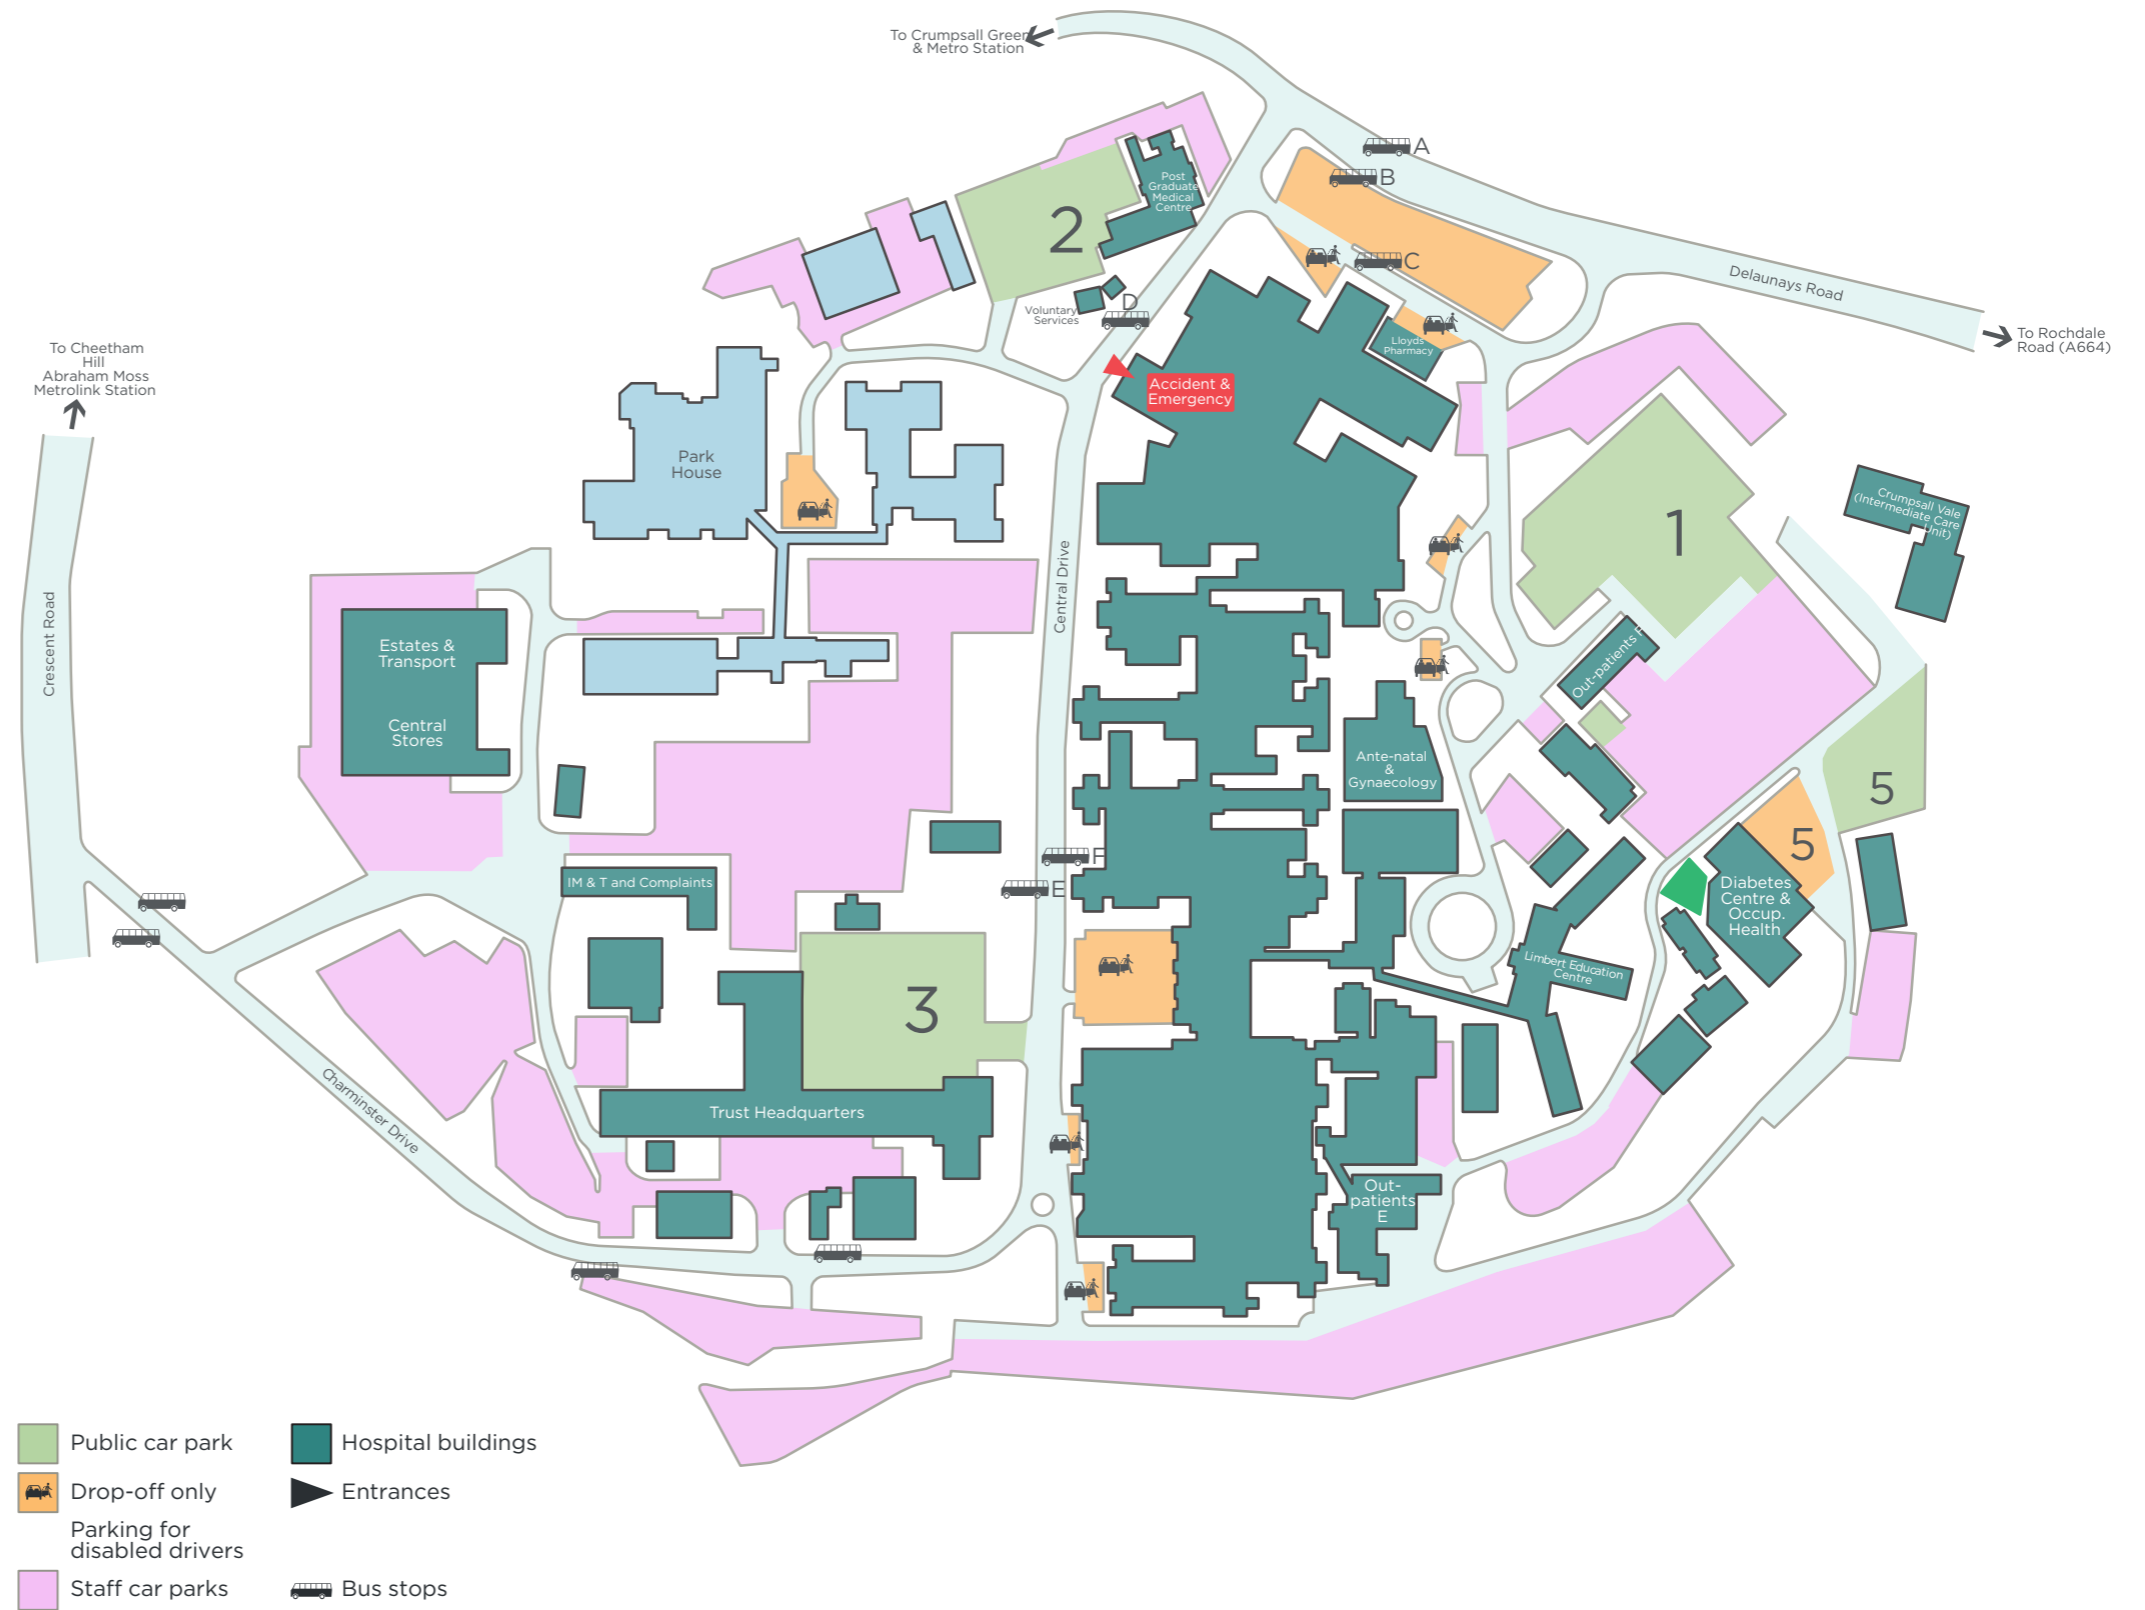 To Crumpsall Green
& Metro Station
A
B
Post
Graduate
Medical
Centre
2
C
Delaunays Road
Voluntary
Services
D
To Rochdale
Road (A664)
Lloyds
Pharmacy
To Cheetham
Hill
Abraham Moss
Metrolink Station
Accident &
Emergency
Park
House
1
Crumpsall Vale
(Intermediate Care
Unit)
Central Drive
Crescent Road
Estates &
Transport
Central
Stores
Out-patients F
Ante-natal
&
Gynaecology
5
5
F
E
IM & T and Complaints
Diabetes
Centre &
Occup.
Health
Limbert Education
Centre
3
Charminster Drive
Trust Headquarters
Out-
patients
E
Public car park
Hospital buildings
Drop-off only
Entrances
Parking for
disabled drivers
Staff car parks
Bus stops